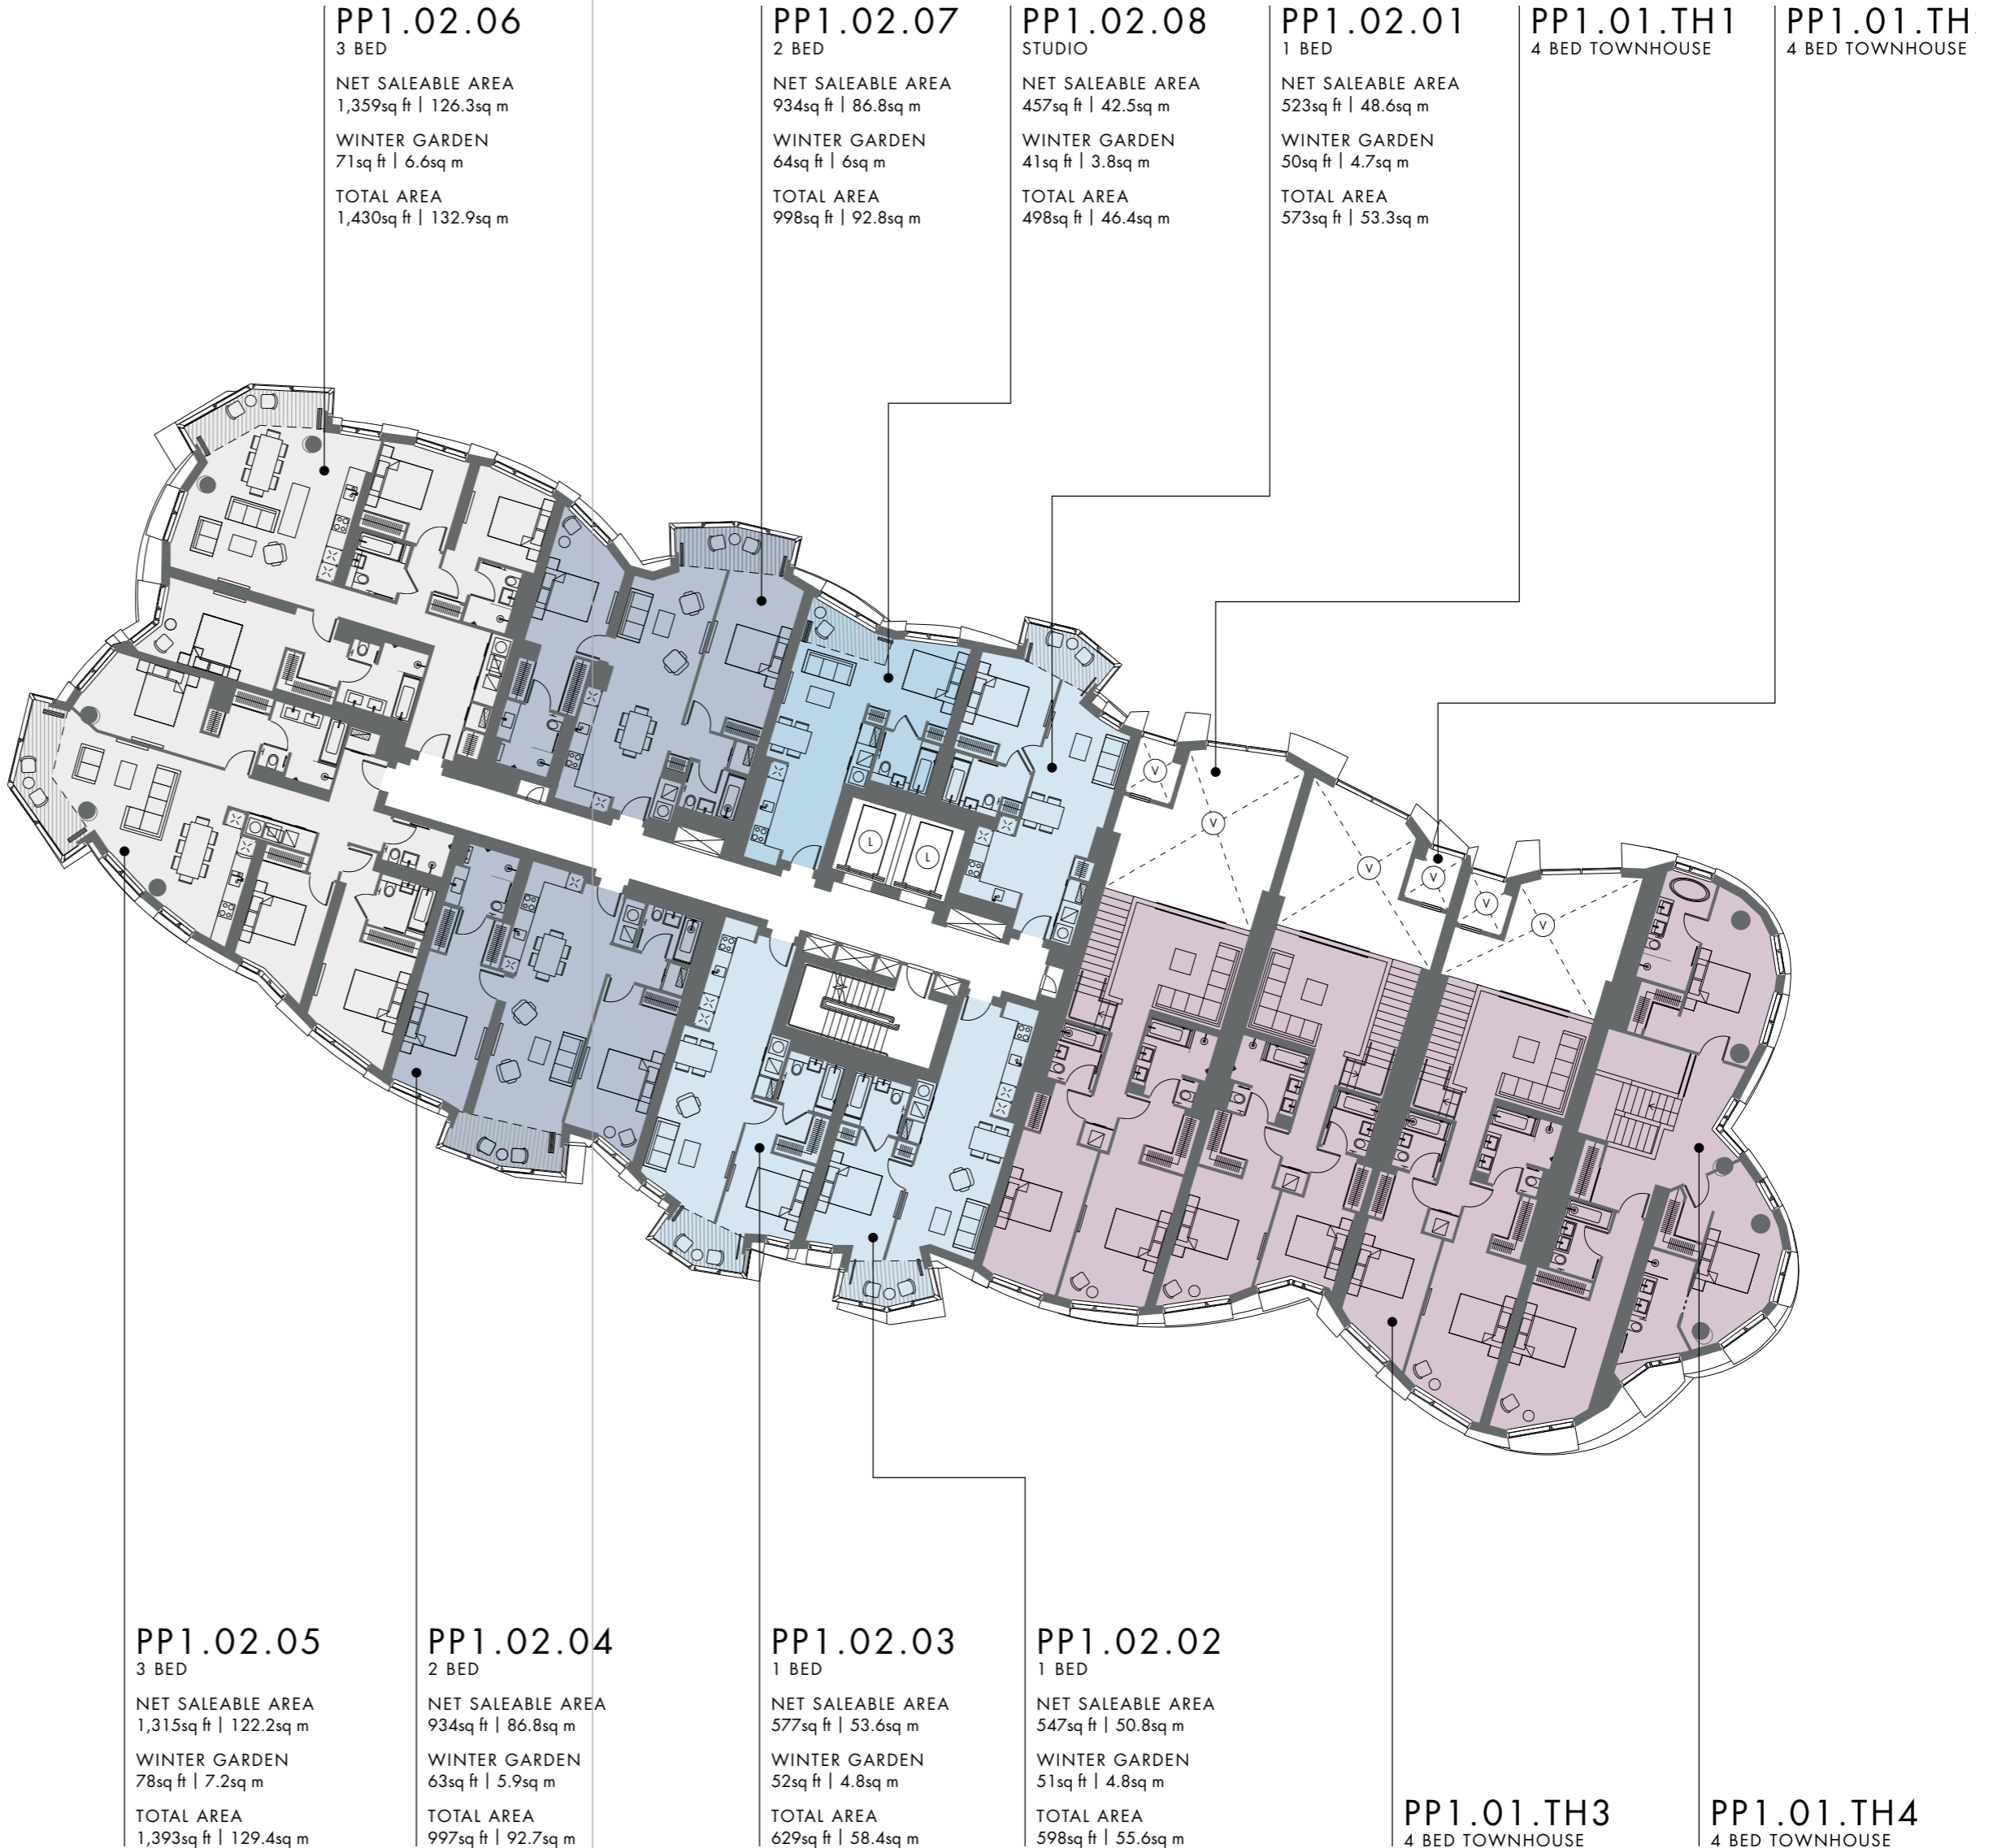 PP1.02.06
3 BED
NET SALEABLE AREA
1,359sq ft | 126.3sq m
WINTER GARDEN
71sq ft | 6.6sq m
TOTAL AREA
1,430sq ft | 132.9sq m
PP1.02.07
2 BED
NET SALEABLE AREA
934sq ft | 86.8sq m
WINTER GARDEN
64sq ft | 6sq m
TOTAL AREA
998sq ft | 92.8sq m
PP1.02.08
STUDIO
NET SALEABLE AREA
457sq ft | 42.5sq m
WINTER GARDEN
41sq ft | 3.8sq m
TOTAL AREA
498sq ft | 46.4sq m
PP1.02.01
1 BED
NET SALEABLE AREA
523sq ft | 48.6sq m
WINTER GARDEN
50sq ft | 4.7sq m
TOTAL AREA
573sq ft | 53.3sq m
PP1.01.TH1
4 BED TOWNHOUSE
PP1.01.TH
4 BED TOWNHOUSE
V
V
L
L
V
V
V
V
PP1.02.05
3 BED
NET SALEABLE AREA
1,315sq ft | 122.2sq m
WINTER GARDEN
78sq ft | 7.2sq m
TOTAL AREA
1,393sq ft | 129.4sq m
PP1.02.04
2 BED
NET SALEABLE AREA
934sq ft | 86.8sq m
WINTER GARDEN
63sq ft | 5.9sq m
TOTAL AREA
997sq ft | 92.7sq m
PP1.02.03
1 BED
NET SALEABLE AREA
577sq ft | 53.6sq m
WINTER GARDEN
52sq ft | 4.8sq m
TOTAL AREA
629sq ft | 58.4sq m
PP1.02.02
1 BED
NET SALEABLE AREA
547sq ft | 50.8sq m
WINTER GARDEN
51sq ft | 4.8sq m
TOTAL AREA
598sq ft | 55.6sq m
PP1.01.TH3
4 BED TOWNHOUSE
PP1.01.TH4
4 BED TOWNHOUSE